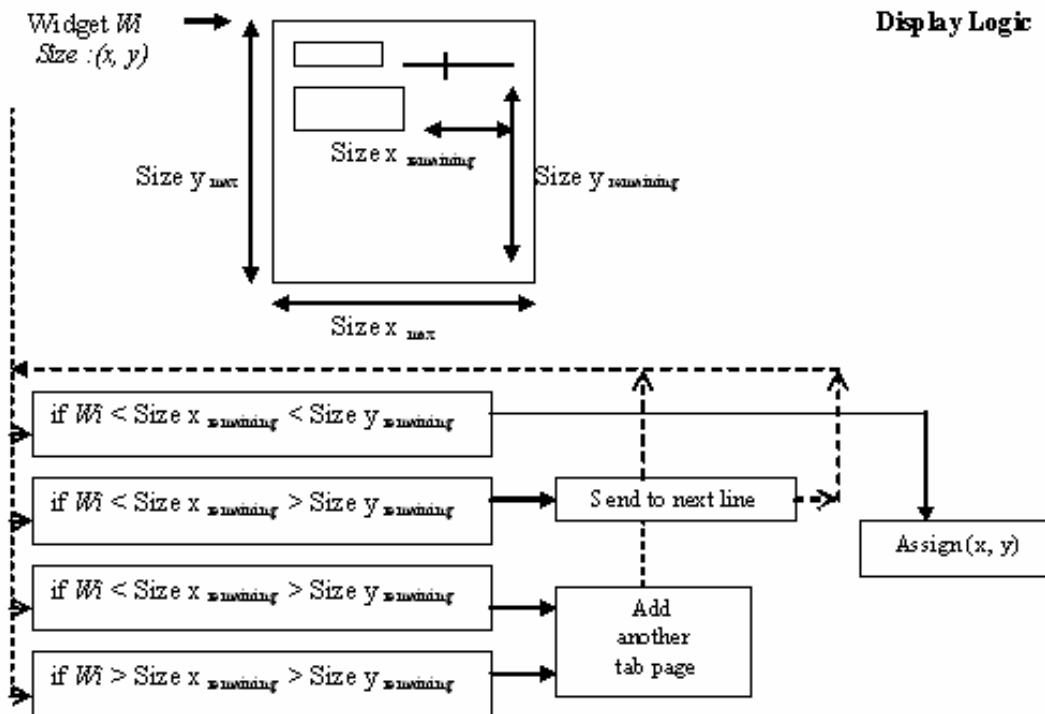 Widget Wi
Size :(x, y)
Display Logic
Size x remaining
Size y max
Size y remaining
Size x max
if Wi < Size x remaining < Size y remaining
if Wi < Size x remaining > Size y remaining
Send to next line
Assign(x, y)
if Wi < Size x remaining > Size y remaining
Add
another
tab page
if Wi > Size x remaining > Size y remaining